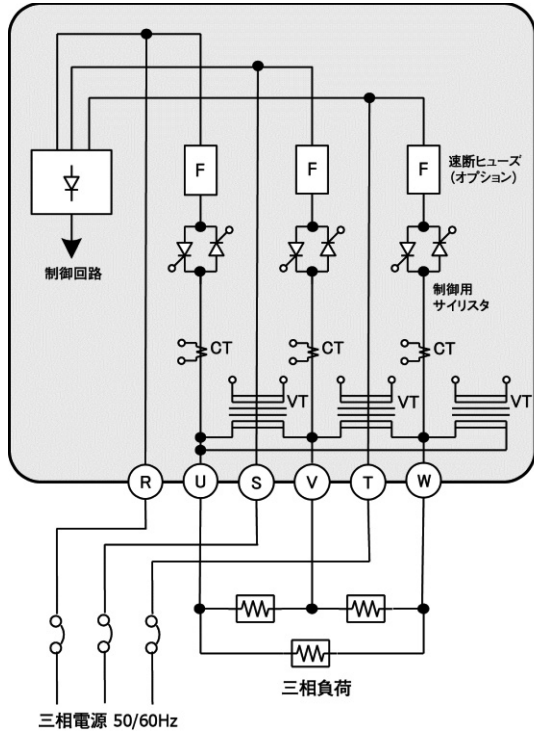 F
F
F
速断ヒューズ
(オプション)
制御回路
制御用
サイリスタ
CT
CT
CT
VT
VT
VT
R
U
S
V
T
W
三相負荷
三相電源 50/60Hz